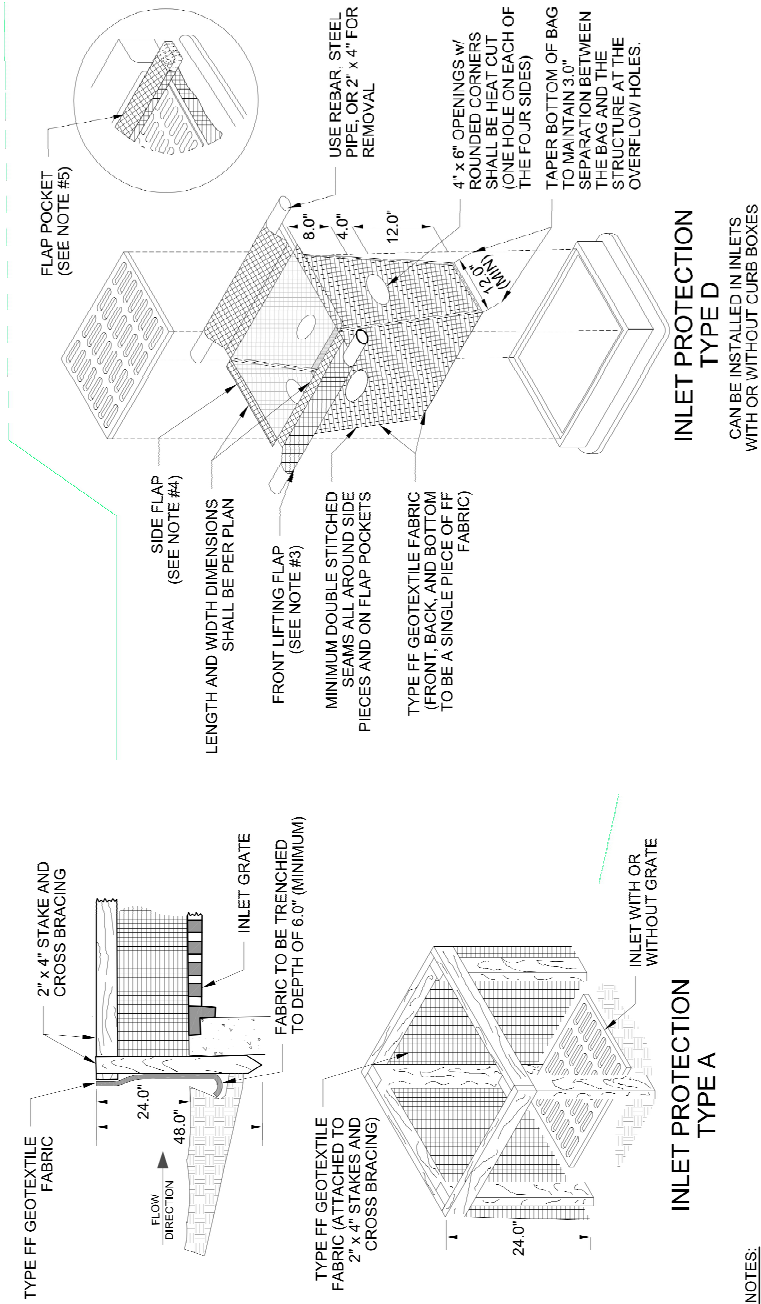 TYPE FF GEOTEXTILE
FABRIC
2" x 4" STAKE AND
CROSS BRACING
24.0"
48.0"
FLOW
DIRECTION
INLET GRATE
FABRIC TO BE TRENCHED
TO DEPTH OF 6.0" (MINIMUM)
TYPE FF GEOTEXTILE
FABRIC (ATTACHED TO
2" x 4" STAKES AND
CROSS BRACING)
24.0"
INLET WITH OR
WITHOUT GRATE
INLET PROTECTION
TYPE A
NOTES:
FLAP POCKET
(SEE NOTE #5)
SIDE FLAP
(SEE NOTE #4)
LENGTH AND WIDTH DIMENSIONS
SHALL BE PER PLAN
FRONT LIFTING FLAP
(SEE NOTE #3)
MINIMUM DOUBLE STITCHED
SEAMS ALL AROUND SIDE
PIECES AND ON FLAP POCKETS
TYPE FF GEOTEXTILE FABRIC
(FRONT, BACK, AND BOTTOM
TO BE A SINGLE PIECE OF FF
FABRIC)
USE REBAR, STEEL
PIPE, OR 2" x 4" FOR
REMOVAL
8.0"
4.0"
12.0"
12.0"
(MIN)
4" x 6" OPENINGS w/
ROUNDED CORNERS
SHALL BE HEAT CUT
(ONE HOLE ON EACH OF
THE FOUR SIDES)
TAPER BOTTOM OF BAG
TO MAINTAIN 3.0"
SEPARATION BETWEEN
THE BAG AND THE
STRUCTURE AT THE
OVERFLOW HOLES.
INLET PROTECTION
TYPE D
CAN BE INSTALLED IN INLETS
WITH OR WITHOUT CURB BOXES